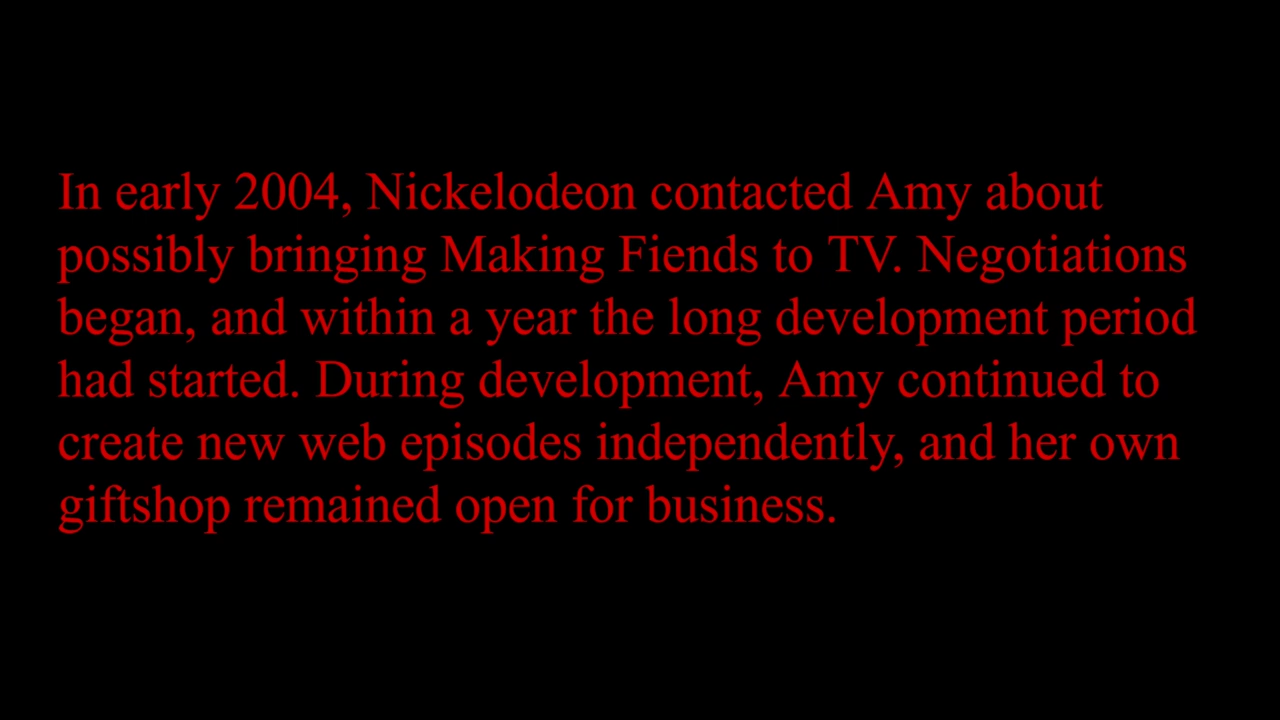 In early 2004, Nickelodeon contacted Amy about
possibly bringing Making Fiends to TV. Negotiations
began, and within a year the long development period
had started. During development, Amy continued to
create new web episodes independently, and her own
giftshop remained open for business.